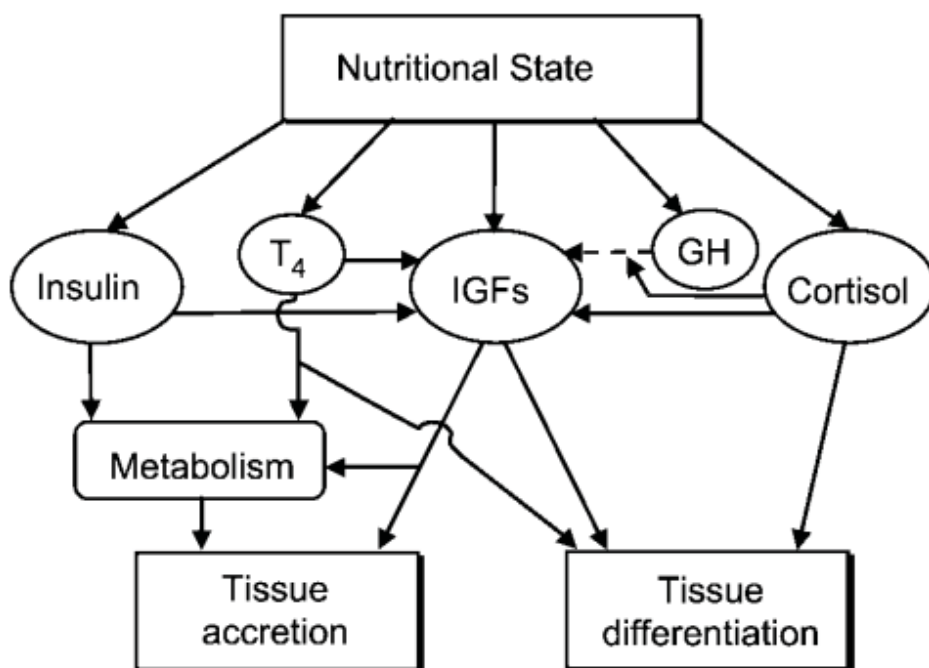 Nutritional State
Insulin
T4
IGFs
GH
Cortisol
Metabolism
Tissue
accretion
Tissue
differentiation